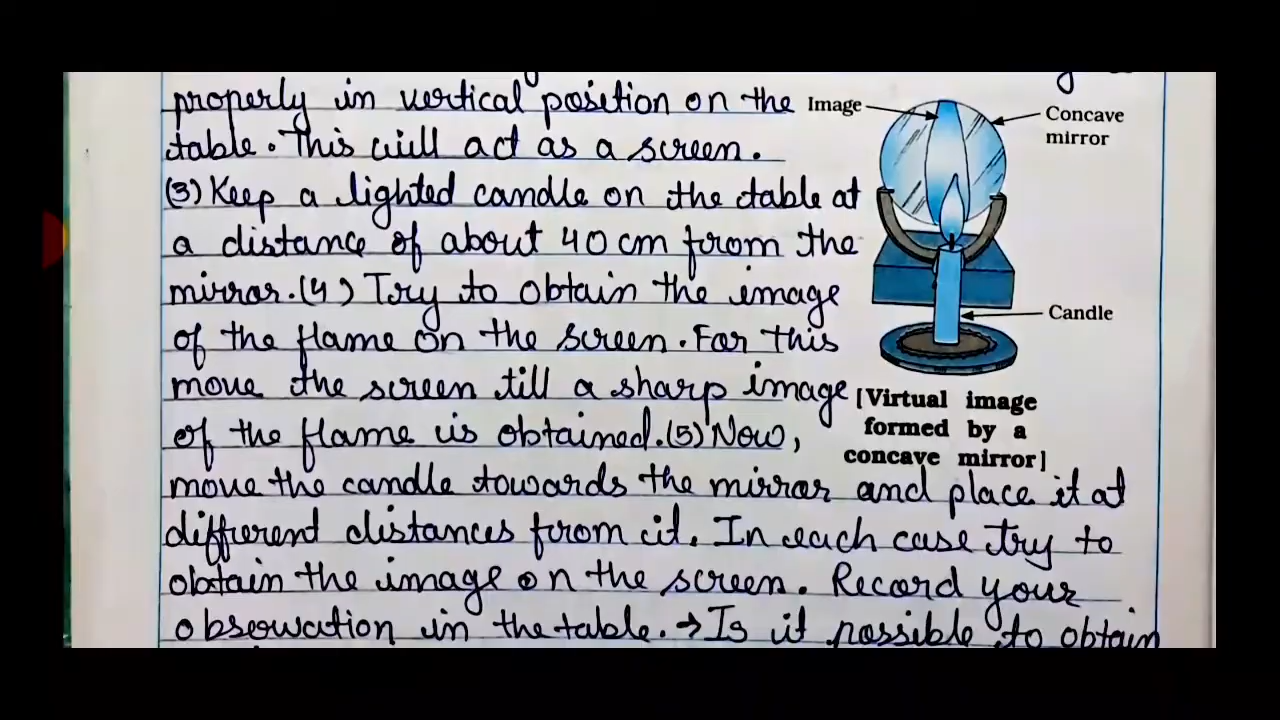 properly in vertical position on the
table. This will act as a screen.
(3) Keep a lighted candle on the table at
a distance of about 40 cm from the
mirror. (4) Try to obtain the image
of the flame on the screen. For this
move the screen till a sharp image
of the flame is obtained. (5) Now,
move the candle towards the mirror and place it at
different distances from it. In each case try to
obtain the image on the screen. Record your
observation in the table. → Is it possible to obtain
Image
Concave
mirror
Candle
[Virtual image
formed by a
concave mirror]